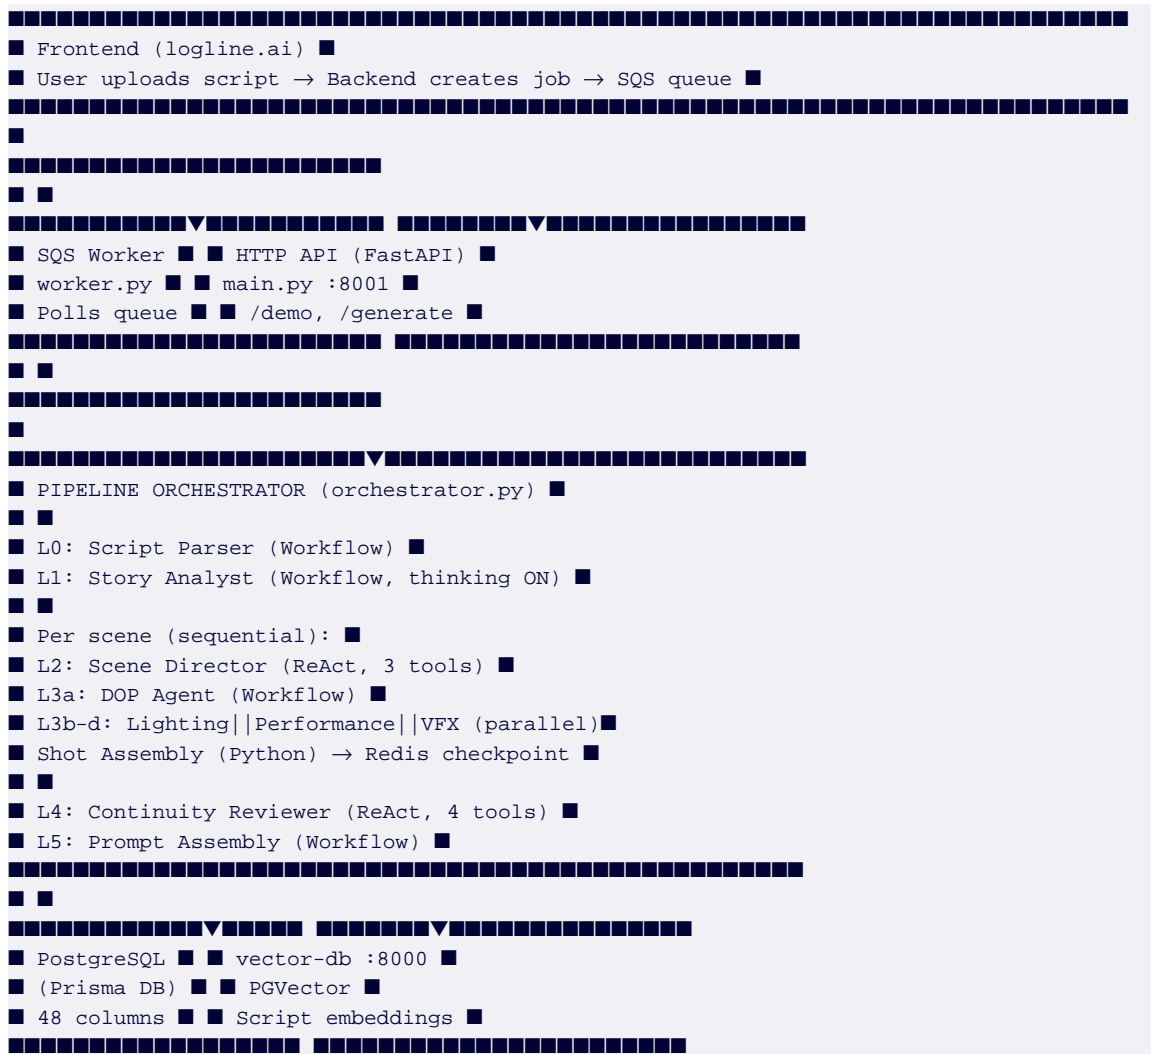 ■■■■■■■■■■■■■■■■■■■■■■■■■■■■■■■■■■■■■■■■■■■■■■■■■■■■■■■■■■■■■■■■■■■■■
■ Frontend (logline.ai) ■
■ User uploads script → Backend creates job → SQS queue ■
■■■■■■■■■■■■■■■■■■■■■■■■■■■■■■■■■■■■■■■■■■■■■■■■■■■■■■■■■■■■■■■■■■■■■
■
■■■■■■■■■■■■■■■■■■■■■■■
■ ■
■■■■■■■■■■■▼■■■■■■■■■■■ ■■■■■■■■▼■■■■■■■■■■■■■■■■
■ SQS Worker ■ ■ HTTP API (FastAPI) ■
■ worker.py ■ ■ main.py :8001 ■
■ Polls queue ■ ■ /demo, /generate ■
■■■■■■■■■■■■■■■■■■■■■■■ ■■■■■■■■■■■■■■■■■■■■■■■■■
■ ■
■■■■■■■■■■■■■■■■■■■■■■■
■
■■■■■■■■■■■■■■■■■■■■■■▼■■■■■■■■■■■■■■■■■■■■■■■■■■
■ PIPELINE ORCHESTRATOR (orchestrator.py) ■
■ ■
■ L0: Script Parser (Workflow) ■
■ L1: Story Analyst (Workflow, thinking ON) ■
■ ■
■ Per scene (sequential): ■
■ L2: Scene Director (ReAct, 3 tools) ■
■ L3a: DOP Agent (Workflow) ■
■ L3b-d: Lighting||Performance||VFX (parallel)■
■ Shot Assembly (Python) → Redis checkpoint ■
■ ■
■ L4: Continuity Reviewer (ReAct, 4 tools) ■
■ L5: Prompt Assembly (Workflow) ■
■■■■■■■■■■■■■■■■■■■■■■■■■■■■■■■■■■■■■■■■■■■■■■■■■
■ ■
■■■■■■■■■■■■▼■■■■■ ■■■■■■■▼■■■■■■■■■■■■■■■
■ PostgreSQL ■ ■ vector-db :8000 ■
■ (Prisma DB) ■ ■ PGVector ■
■ 48 columns ■ ■ Script embeddings ■
■■■■■■■■■■■■■■■■■■ ■■■■■■■■■■■■■■■■■■■■■■■